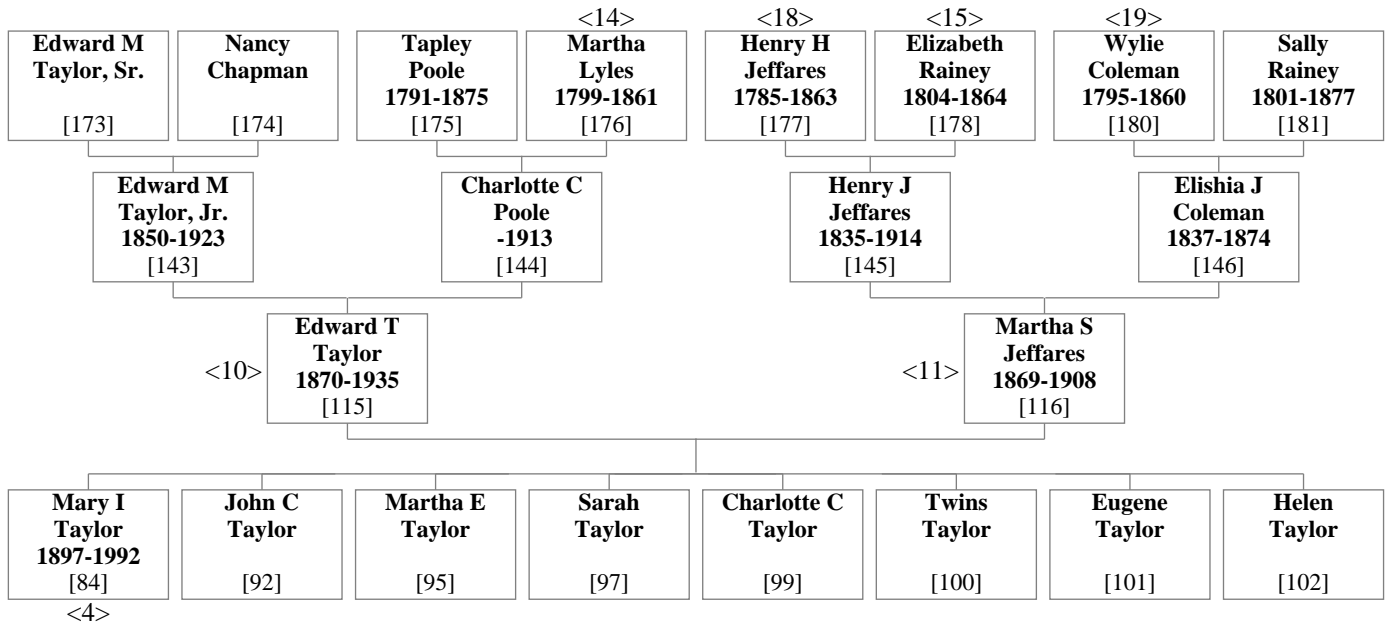 <14>
<18>
<15>
<19>
Edward M
Taylor, Sr.
[173]
Nancy
Chapman
[174]
Tapley
Poole
1791-1875
[175]
Martha
Lyles
1799-1861
[176]
Henry H
Jeffares
1785-1863
[177]
Elizabeth
Rainey
1804-1864
[178]
Wylie
Coleman
1795-1860
[180]
Sally
Rainey
1801-1877
[181]
Edward M
Taylor, Jr.
1850-1923
[143]
Charlotte C
Poole
-1913
[144]
Henry J
Jeffares
1835-1914
[145]
Elishia J
Coleman
1837-1874
[146]
<10>
Edward T
Taylor
1870-1935
[115]
<11>
Martha S
Jeffares
1869-1908
[116]
Mary I
Taylor
1897-1992
[84]
John C
Taylor
[92]
Martha E
Taylor
[95]
Sarah
Taylor
[97]
Charlotte C
Taylor
[99]
Twins
Taylor
[100]
Eugene
Taylor
[101]
Helen
Taylor
[102]
<4>